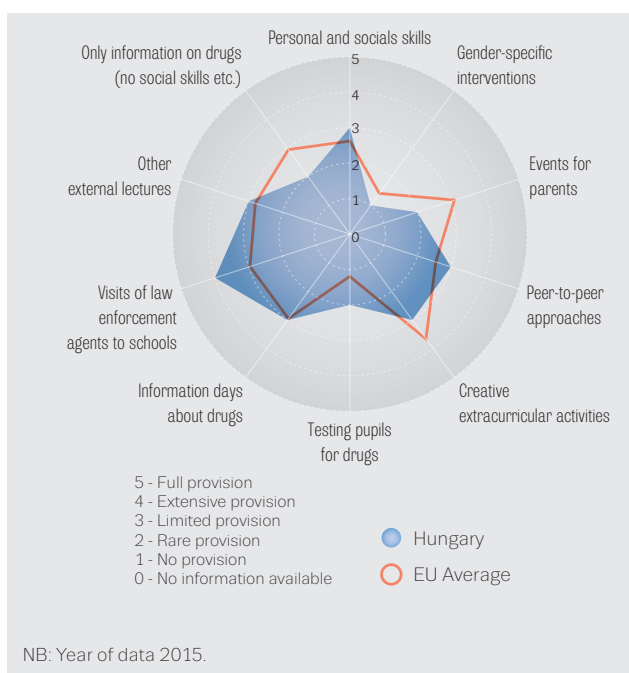 Personal and socials skills
Only information on drugs
(no social skills etc.)
Gender-specific
interventions
Other
external lectures
Events for
parents
Visits of law
enforcement
agents to schools
Peer-to-peer
approaches
Information days
about drugs
Creative
extracurricular activities
Testing pupils
for drugs
5
4
3
2
1
0
5 - Full provision
4 - Extensive provision
3 - Limited provision
2 - Rare provision
1 - No provision
0 - No information available
Hungary
EU Average
NB: Year of data 2015.